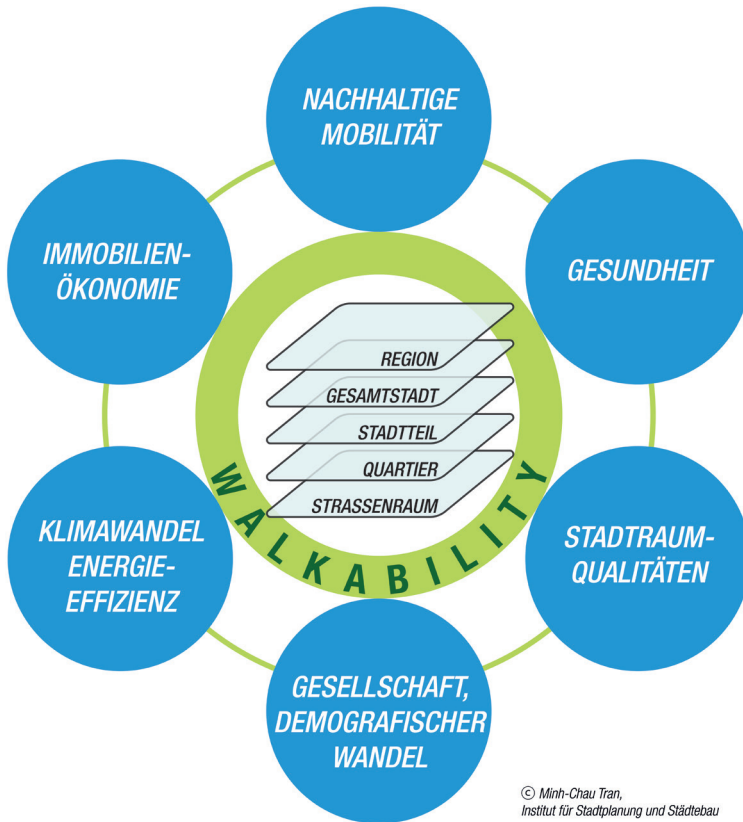 NACHHALTIGE
MOBILITÄT
IMMOBILIEN-
ÖKONOMIE
GESUNDHEIT
REGION
GESAMTSTADT
STADTTEIL
QUARTIER
STRASSENRAUM
WALKABILITY
KLIMAWANDEL
ENERGIE-
EFFIZIENZ
STADTRAUM-
QUALITÄTEN
GESELLSCHAFT,
DEMOGRAFISCHER
WANDEL
© Minh-Chau Tran,
Institut für Stadtplanung und Städtebau